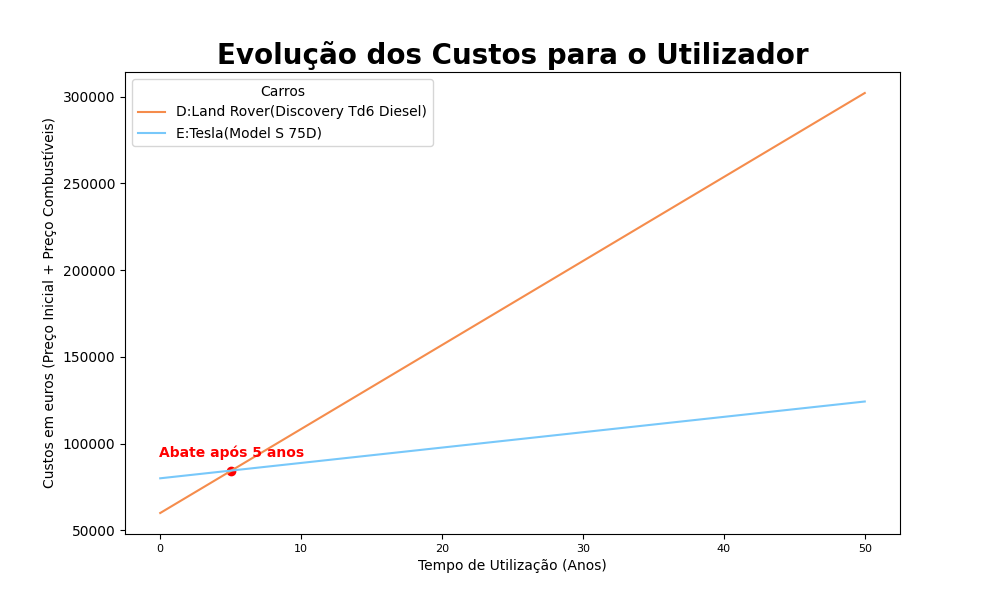 Evolução dos Custos para o Utilizador
Carros
D:Land Rover(Discovery Td6 Diesel)
E:Tesla(Model S 75D)
Custos em euros (Preço Inicial + Preço Combustíveis)
300000
250000
200000
150000
100000
50000
Abate após 5 anos
0
10
20
30
40
50
Tempo de Utilização (Anos)